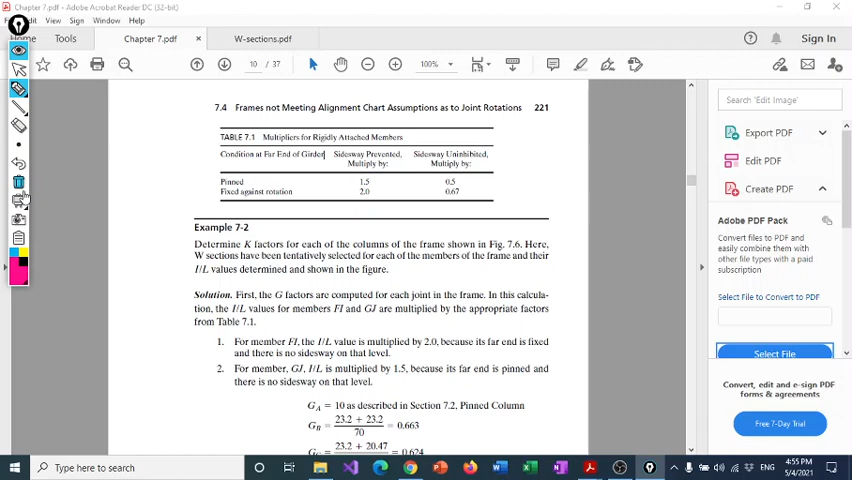 Chapter 7.pdf - Adobe Acrobat Reader DC (32-bit)
View Sign Window Help
Home Tools Chapter 7.pdf × W-sections.pdf Sign In
10 / 37 100%
7.4 Frames not Meeting Alignment Chart Assumptions as to Joint Rotations 221
TABLE 7.1 Multipliers for Rigidly Attached Members
Condition at Far End of Girder Sidesway Prevented, Multiply by: Sidesway Uninhibited, Multiply by:
Pinned 1.5 0.5
Fixed against rotation 2.0 0.67
Example 7-2
Determine K factors for each of the columns of the frame shown in Fig. 7.6. Here,
W sections have been tentatively selected for each of the members of the frame and their
I/L values determined and shown in the figure.
Solution. First, the G factors are computed for each joint in the frame. In this calcula-
tion, the I/L values for members FI and GJ are multiplied by the appropriate factors
from Table 7.1.
1. For member FI, the I/L value is multiplied by 2.0, because its far end is fixed
and there is no sidesway on that level.
2. For member, GJ, I/L is multiplied by 1.5, because its far end is pinned and
there is no sidesway on that level.
G_A = 10 as described in Section 7.2, Pinned Column
G_B = (23.2 + 23.2) / 70 = 0.663
G_C = 23.2 + 20.47 = 0.624
Search 'Edit Image'
Export PDF
Edit PDF
Create PDF
Adobe PDF Pack
Convert files to PDF and
easily combine them with
other file types with a paid
subscription
Select File to Convert to PDF
Select File
Convert, edit and e-sign PDF
forms & agreements
Free 7-Day Trial
Type here to search
ENG
4:55 PM
5/4/2021